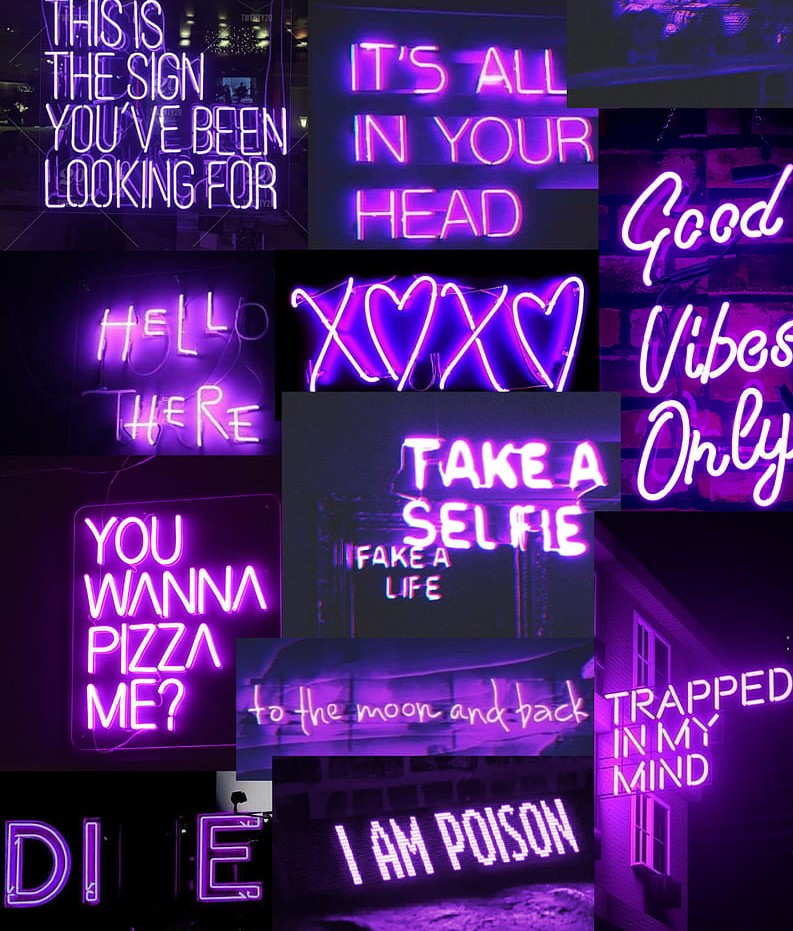 THIS IS
THE SIGN
YOU'VE BEEN
LOOKING FOR
TWENTY20
IT'S ALL
IN YOUR
HEAD
Good
Vibes
Only
HELLO
THERE
XOXO
TAKE A
SELFIE
FAKE A
LIFE
YOU
WANNA
PIZZA
ME?
to the moon and back
TRAPPED
IN MY
MIND
DI E
I AM POISON